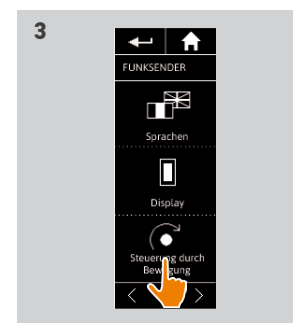 3
FUNKSENDER
Sprachen
Display
Steuerung durch
Bewegung